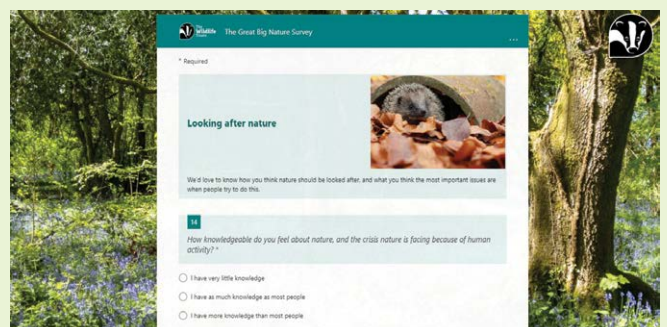 The Wildlife Trusts
The Great Big Nature Survey
...
* Required
Looking after nature
We'd love to know how you think nature should be looked after, and what you think the most important issues are
when people try to do this.
14
How knowledgeable do you feel about nature, and the crisis nature is facing because of human
activity? *
I have very little knowledge
I have as much knowledge as most people
I have more knowledge than most people